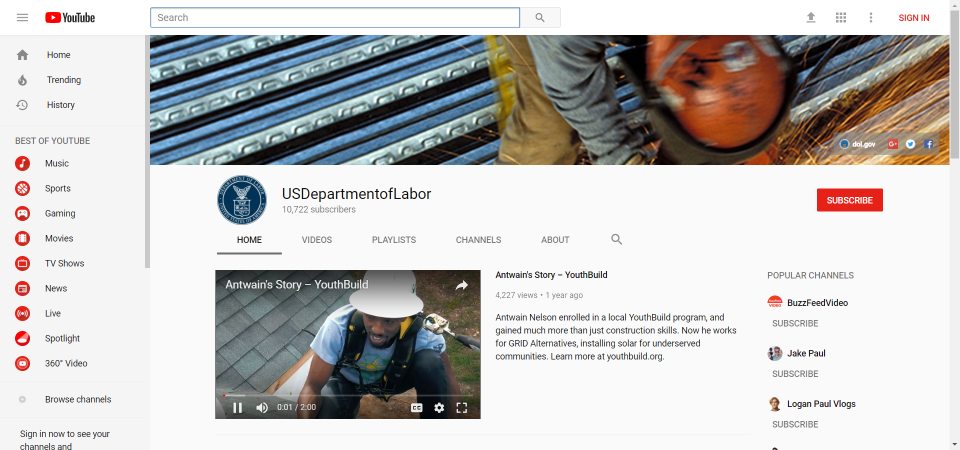 YouTube
Search
SIGN IN
Home
Trending
History
BEST OF YOUTUBE
Music
Sports
Gaming
Movies
TV Shows
News
Live
Spotlight
360° Video
Browse channels
Sign in now to see your
channels and
dol.gov
USDepartmentofLabor
10,722 subscribers
SUBSCRIBE
HOME
VIDEOS
PLAYLISTS
CHANNELS
ABOUT
Antwain's Story – YouthBuild
0:01 / 2:00
CC
Antwain's Story – YouthBuild
4,227 views • 1 year ago
Antwain Nelson enrolled in a local YouthBuild program, and
gained much more than just construction skills. Now he works
for GRID Alternatives, installing solar for underserved
communities. Learn more at youthbuild.org.
POPULAR CHANNELS
BuzzFeedVideo
SUBSCRIBE
Jake Paul
SUBSCRIBE
Logan Paul Vlogs
SUBSCRIBE